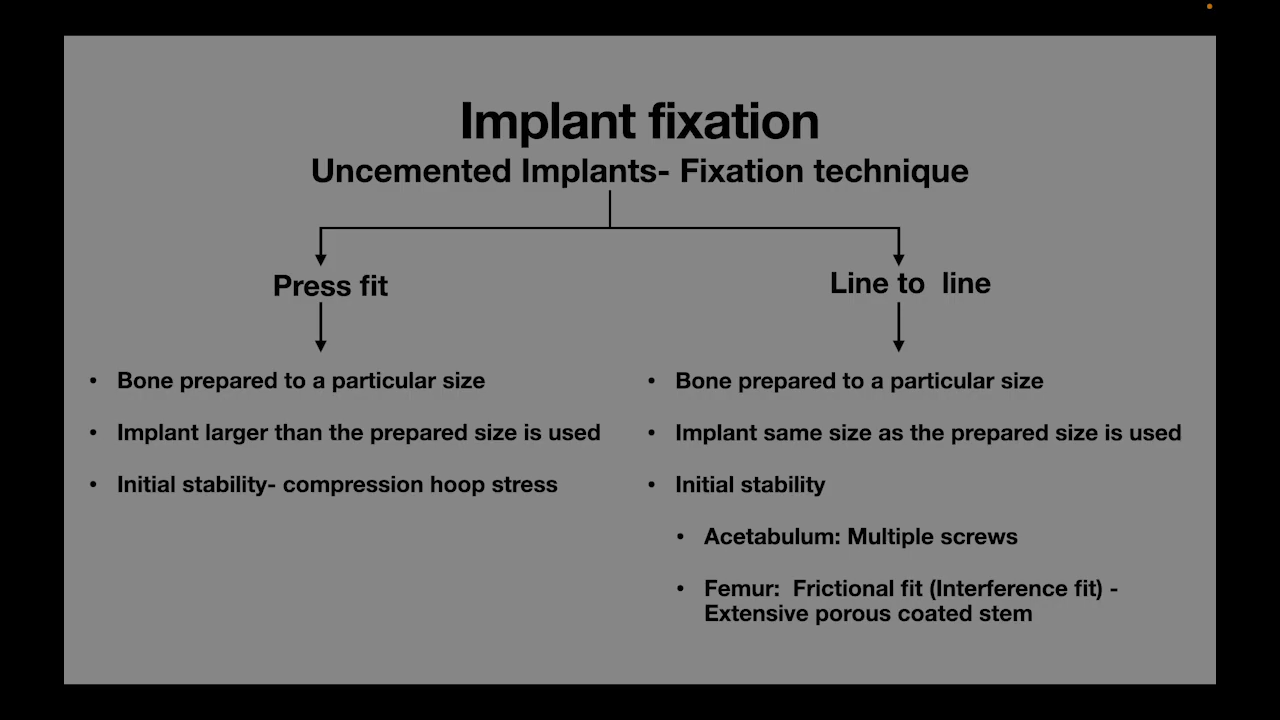 Implant fixation
Uncemented Implants- Fixation technique
Press fit
Line to  line
• Bone prepared to a particular size
• Implant larger than the prepared size is used
• Initial stability- compression hoop stress
• Bone prepared to a particular size
• Implant same size as the prepared size is used
• Initial stability
• Acetabulum: Multiple screws
• Femur:  Frictional fit (Interference fit) -
Extensive porous coated stem